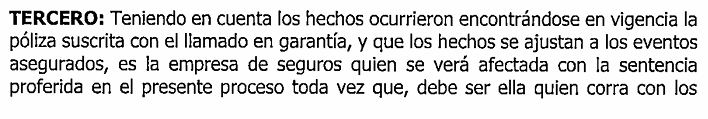 TERCERO: Teniendo en cuenta los hechos ocurrieron encontrándose en vigencia la
póliza suscrita con el llamado en garantía, y que los hechos se ajustan a los eventos
asegurados, es la empresa de seguros quien se verá afectada con la sentencia
proferida en el presente proceso toda vez que, debe ser ella quien corra con los